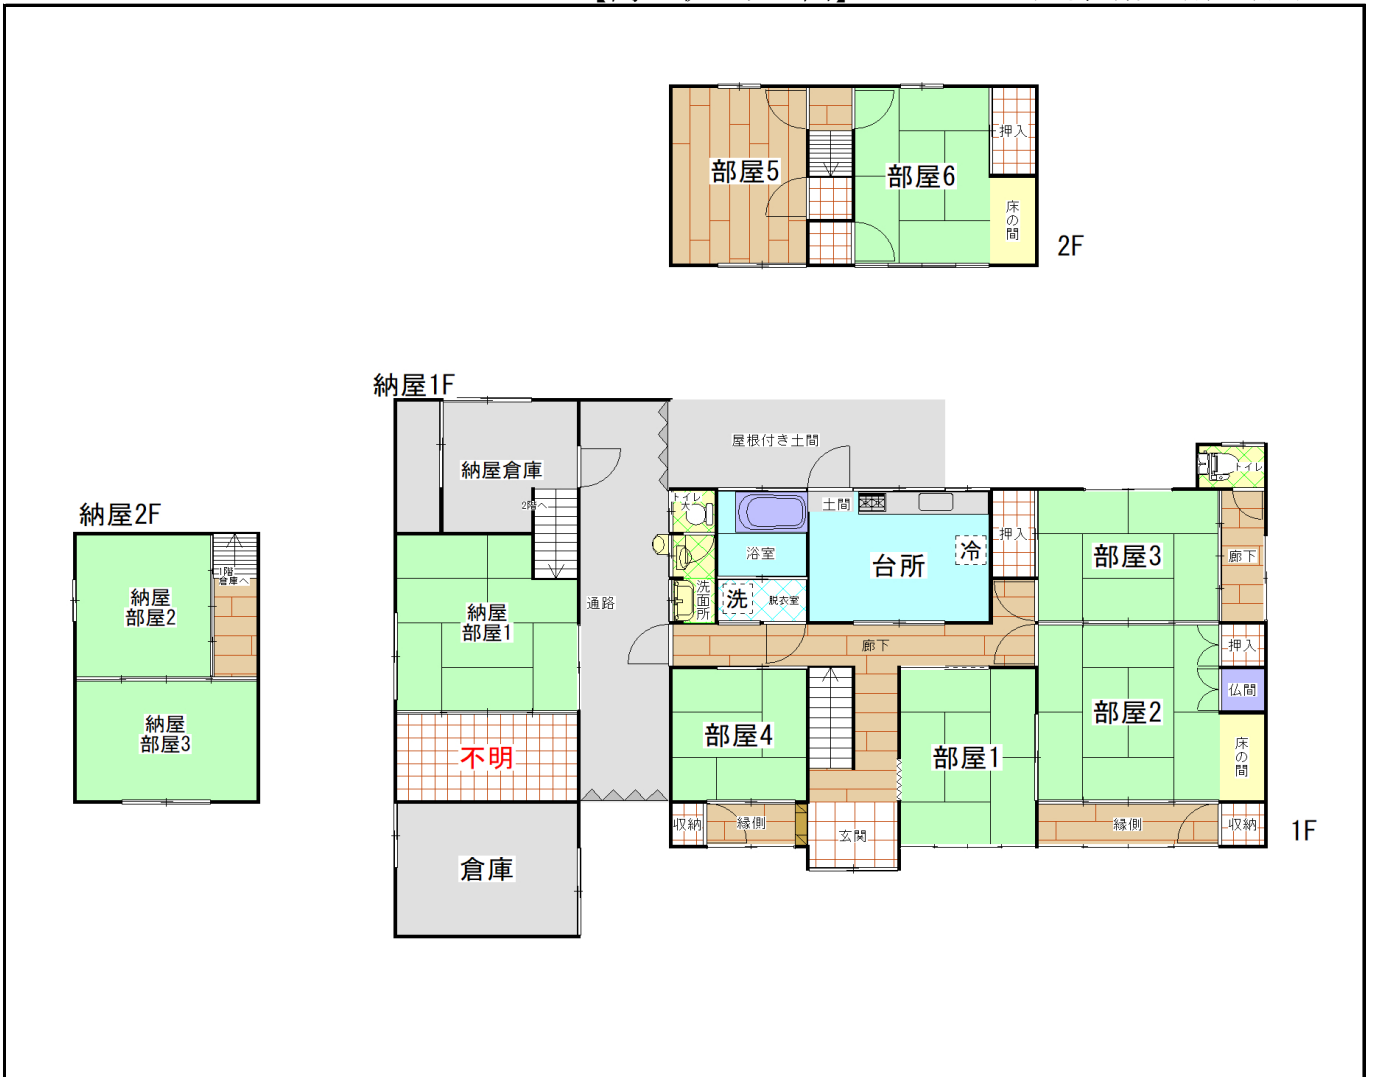 部屋5
部屋6
押入
床の間
2F
納屋1F
屋根付き土間
納屋倉庫
2階へ
トイレ
大
土間
トイレ
納屋2F
浴室
台所
冷
押入
部屋3
廊下
1階
倉庫へ
納屋
部屋2
納屋
部屋1
通路
洗面所
洗
脱衣室
廊下
押入
仏間
部屋2
床の間
納屋
部屋3
不明
部屋4
部屋1
収納
縁側
玄関
縁側
収納
1F
倉庫